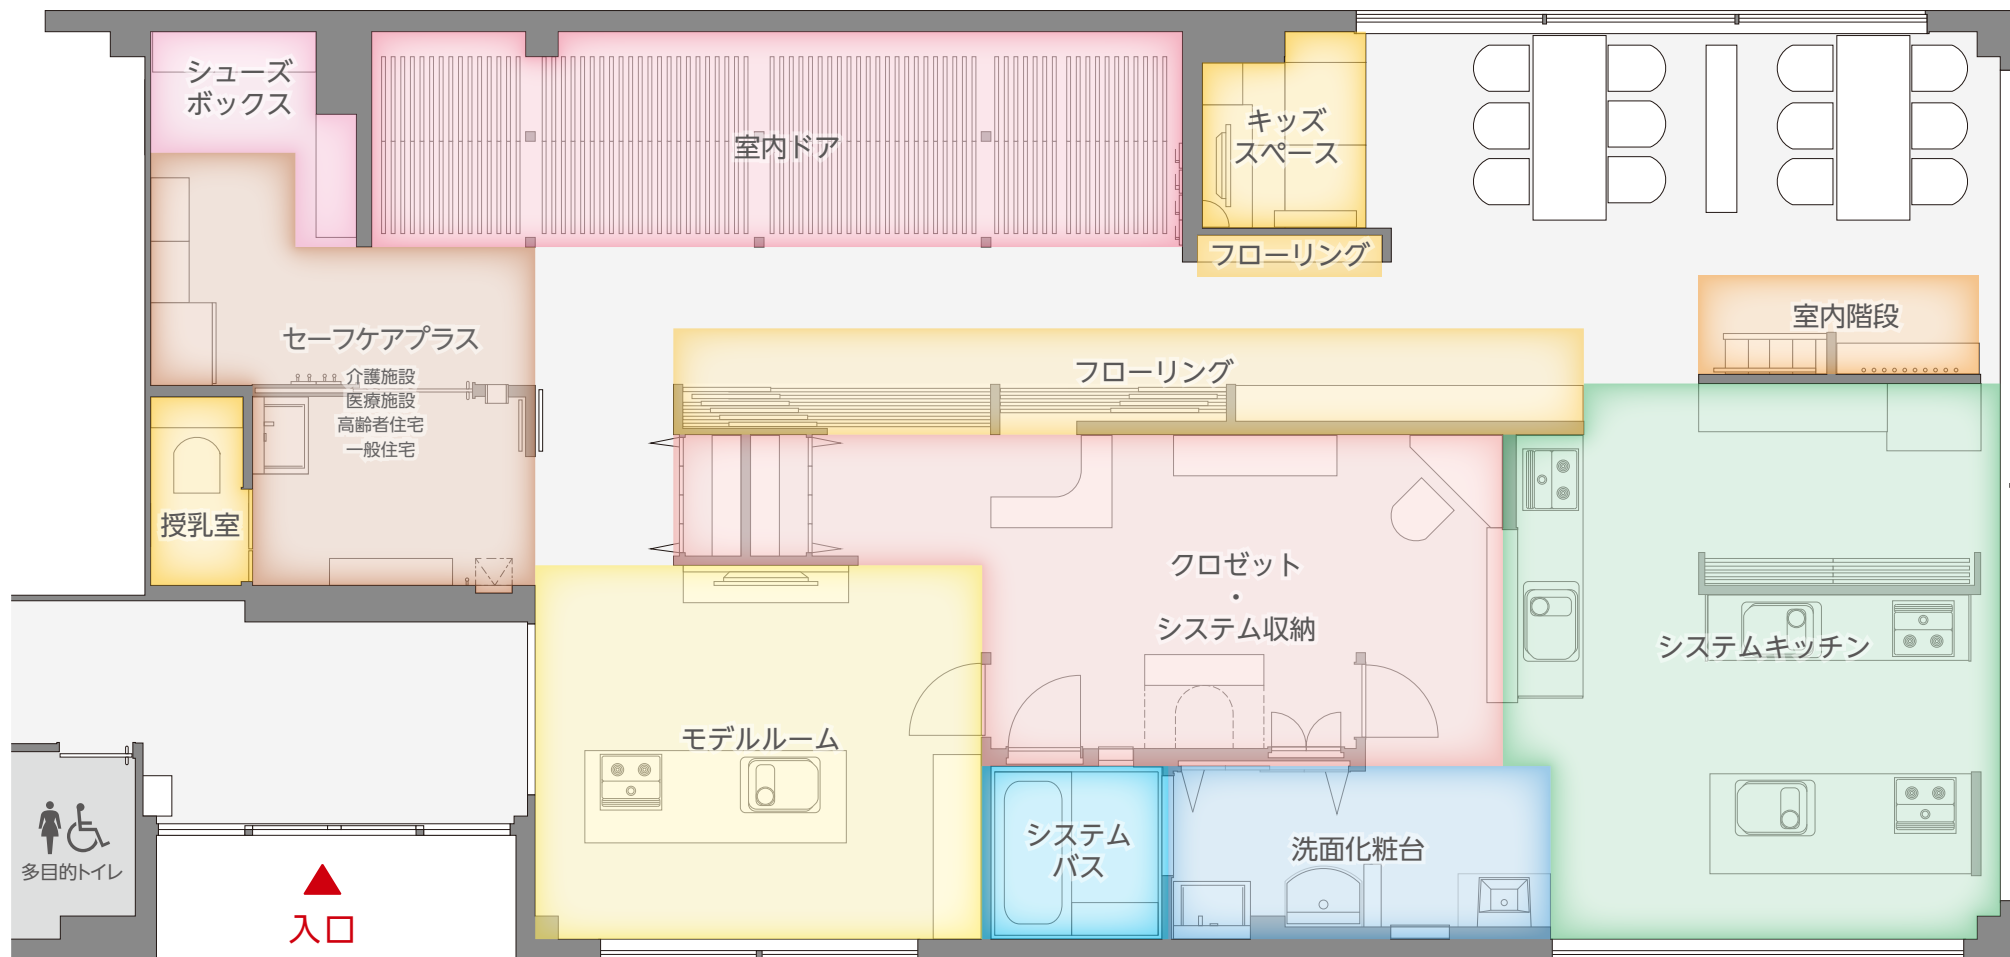 シューズ
ボックス
室内ドア
キッズ
スペース
フローリング
室内階段
セーフケアプラス
介護施設
医療施設
高齢者住宅
一般住宅
フローリング
授乳室
クロゼット
・
システム収納
システムキッチン
モデルルーム
システム
バス
洗面化粧台
多目的トイレ
入口